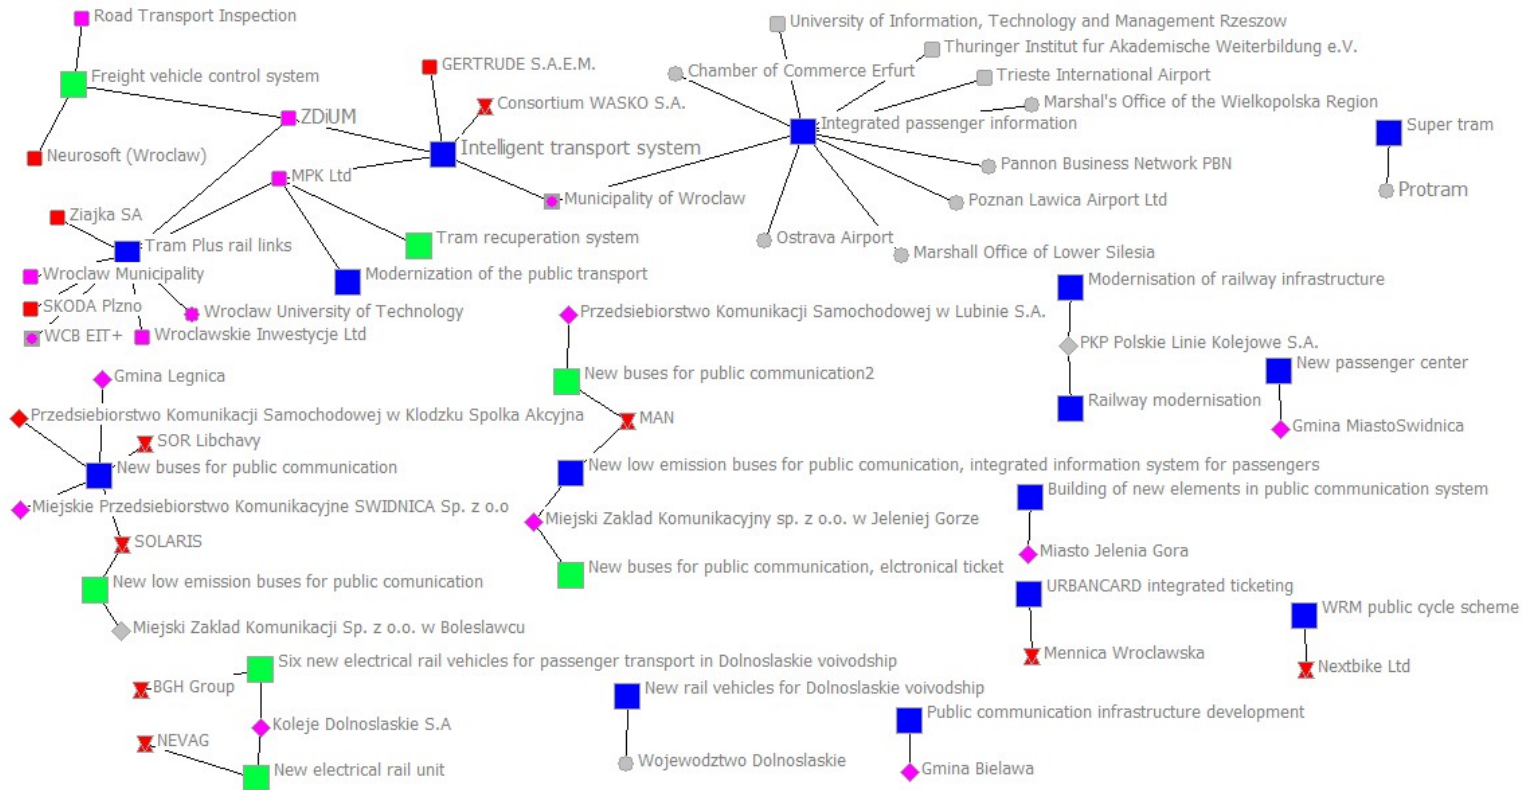 Road Transport Inspection
University of Information, Technology and Management Rzeszow
Thuringer Institut fur Akademische Weiterbildung e.V.
GERTRUDE S.A.E.M.
Chamber of Commerce Erfurt
Freight vehicle control system
Trieste International Airport
Consortium WASKO S.A.
Marshal's Office of the Wielkopolska Region
ZDiUM
Integrated passenger information
Super tram
Neurosoft (Wroclaw)
Intelligent transport system
Pannon Business Network PBN
MPK Ltd
Protram
Municipality of Wroclaw
Poznan Lawica Airport Ltd
Ziajka SA
Tram recuperation system
Ostrava Airport
Tram Plus rail links
Marshall Office of Lower Silesia
Wroclaw Municipality
Modernization of the public transport
Modernisation of railway infrastructure
SKODA Plzno
Wroclaw University of Technology
Przedsiebiorstwo Komunikacji Samochodowej w Lubinie S.A.
WCB EIT+
Wroclawskie Inwestycje Ltd
PKP Polskie Linie Kolejowe S.A.
New passenger center
Gmina Legnica
New buses for public communication2
Railway modernisation
Przedsiebiorstwo Komunikacji Samochodowej w Klodzku Spolka Akcyjna
MAN
Gmina MiastoSwidnica
SOR Libchavy
New buses for public communication
New low emission buses for public comunication, integrated information system for passengers
Building of new elements in public communication system
Miejskie Przedsiebiorstwo Komunikacyjne SWIDNICA Sp. z o.o
Miejski Zaklad Komunikacyjny sp. z o.o. w Jeleniej Gorze
SOLARIS
Miasto Jelenia Gora
New low emission buses for public comunication
New buses for public communication, elctronical ticket
URBANCARD integrated ticketing
WRM public cycle scheme
Miejski Zaklad Komunikacji Sp. z o.o. w Boleslawcu
Mennica Wroclawska
Six new electrical rail vehicles for passenger transport in Dolnoslaskie voivodship
Nextbike Ltd
BGH Group
New rail vehicles for Dolnoslaskie voivodship
Koleje Dolnoslaskie S.A
Public communication infrastructure development
NEVAG
New electrical rail unit
Wojewodztwo Dolnoslaskie
Gmina Bielawa